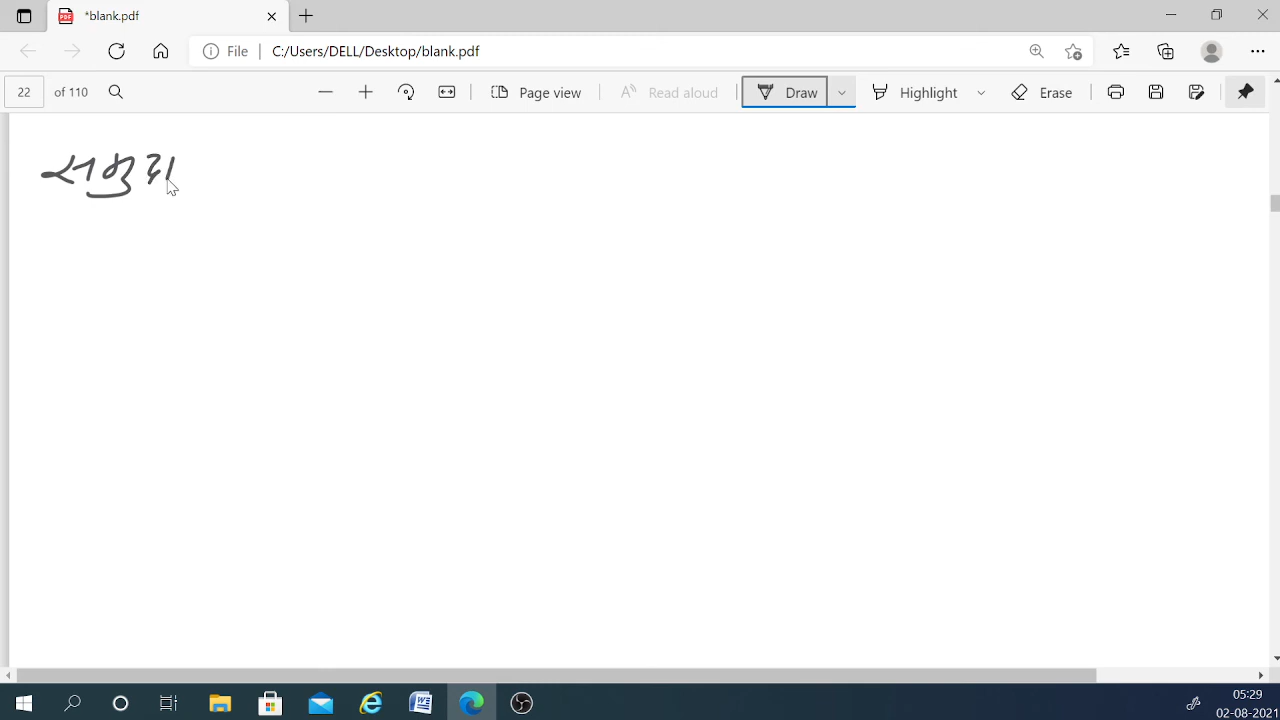 *blank.pdf
File
C:/Users/DELL/Desktop/blank.pdf
22 of 110
Page view
Read aloud
Draw
Highlight
Erase
05:29
02-08-2021